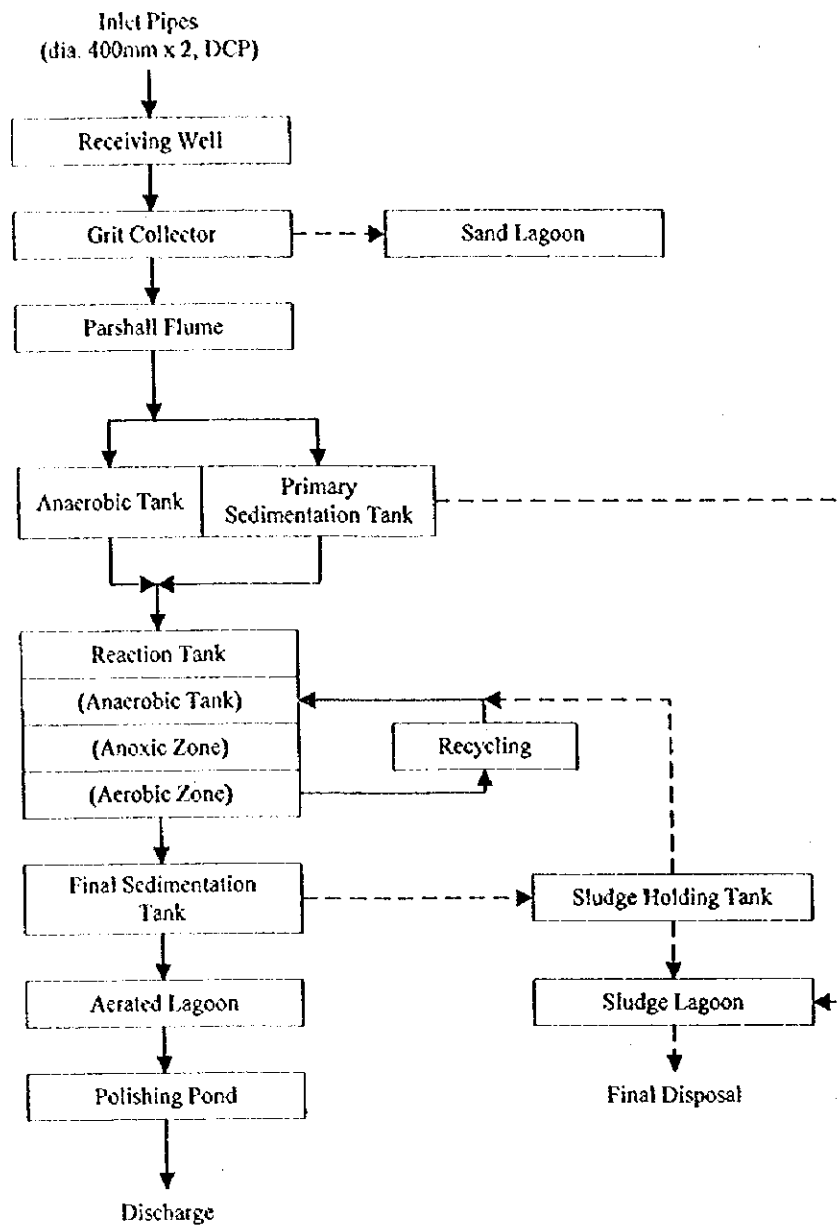 Inlet Pipes
(dia. 400mm x 2, DCP)
Receiving Well
Grit Collector
Sand Lagoon
Parshall Flume
Anaerobic Tank
Primary
Sedimentation Tank
Reaction Tank
(Anaerobic Tank)
(Anoxic Zone)
Recycling
(Aerobic Zone)
Final Sedimentation
Tank
Sludge Holding Tank
Aerated Lagoon
Sludge Lagoon
Polishing Pond
Final Disposal
Discharge